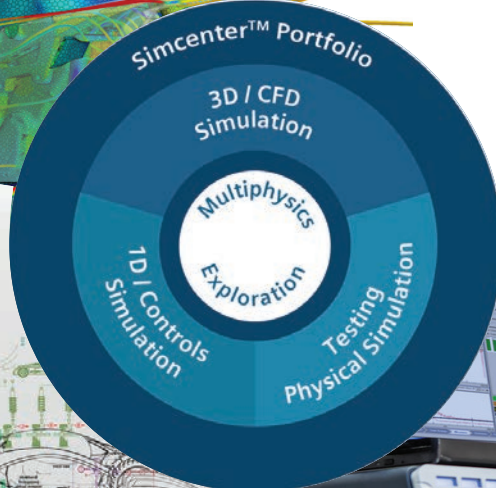 Simcenter™ Portfolio
3D / CFD
Simulation
Multiphysics
Exploration
1D / Controls
Simulation
Testing
Physical Simulation